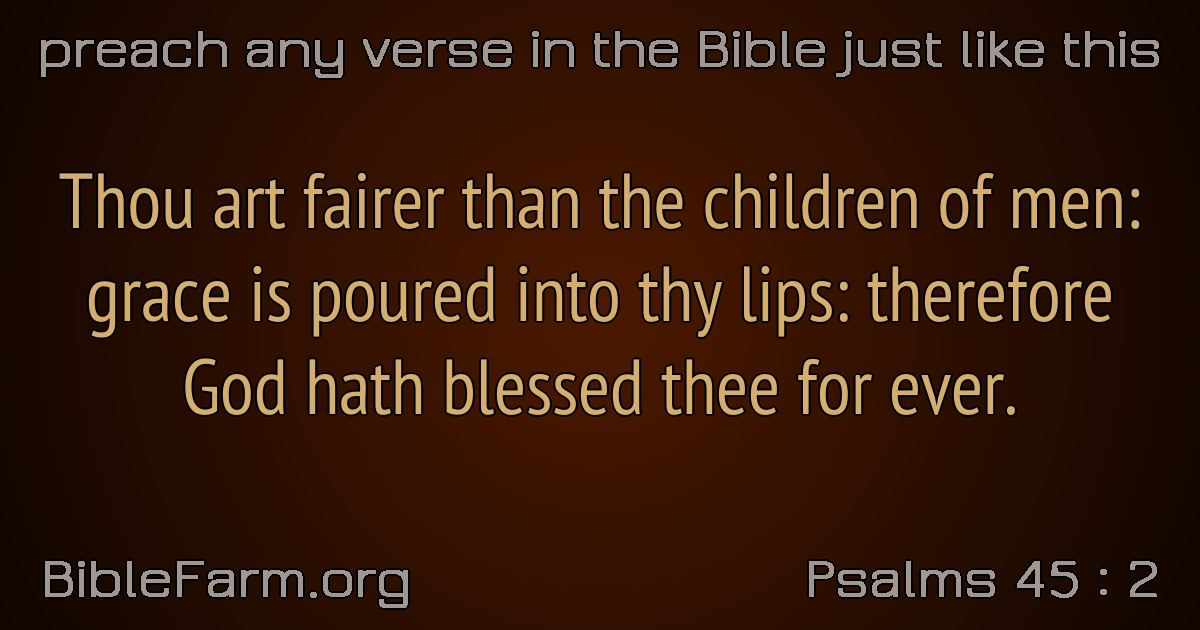 preach any verse in the Bible just like this
Thou art fairer than the children of men:
grace is poured into thy lips: therefore
God hath blessed thee for ever.
BibleFarm.org
Psalms 45 : 2